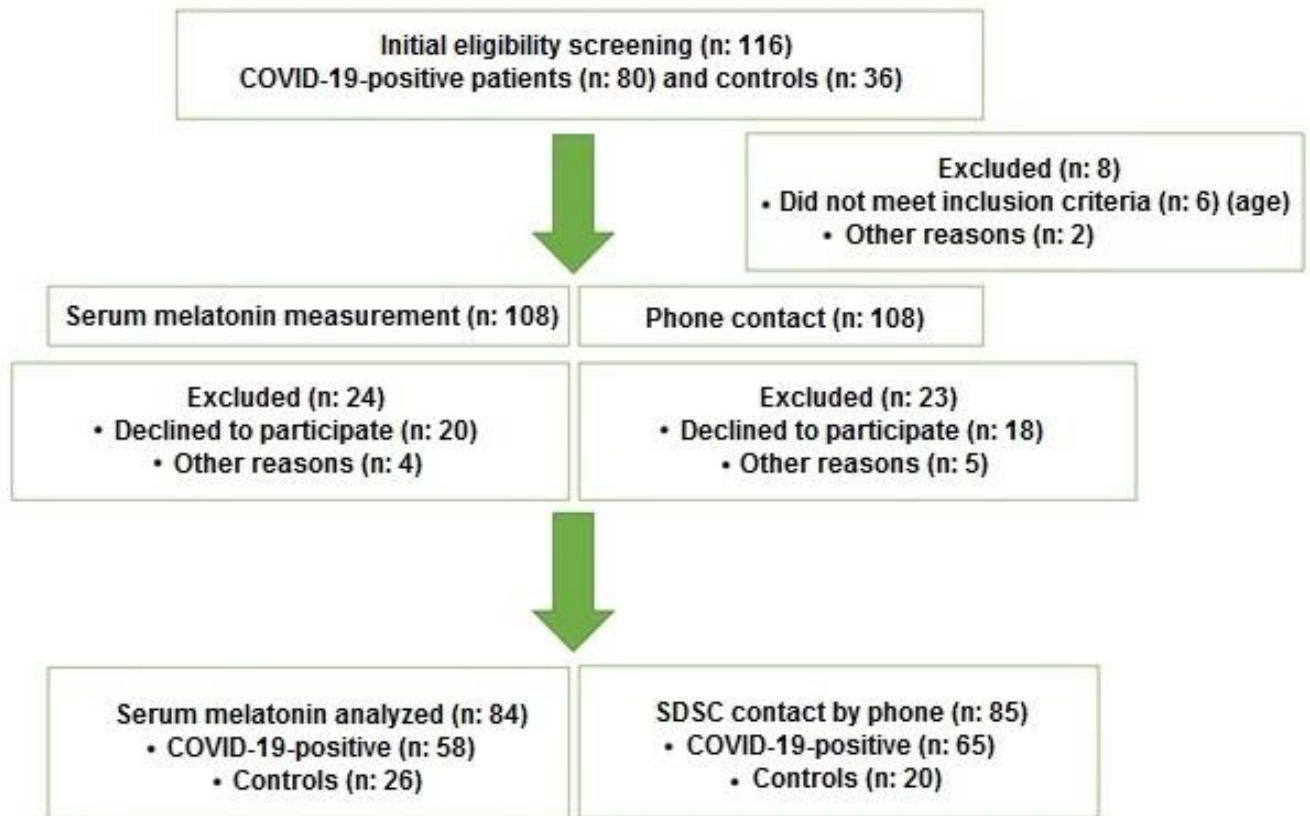 Initial eligibility screening (n: 116)
COVID-19-positive patients (n: 80) and controls (n: 36)
Excluded (n: 8)
• Did not meet inclusion criteria (n: 6) (age)
• Other reasons (n: 2)
Serum melatonin measurement (n: 108)
Phone contact (n: 108)
Excluded (n: 24)
• Declined to participate (n: 20)
• Other reasons (n: 4)
Excluded (n: 23)
• Declined to participate (n: 18)
• Other reasons (n: 5)
Serum melatonin analyzed (n: 84)
• COVID-19-positive (n: 58)
• Controls (n: 26)
SDSC contact by phone (n: 85)
• COVID-19-positive (n: 65)
• Controls (n: 20)